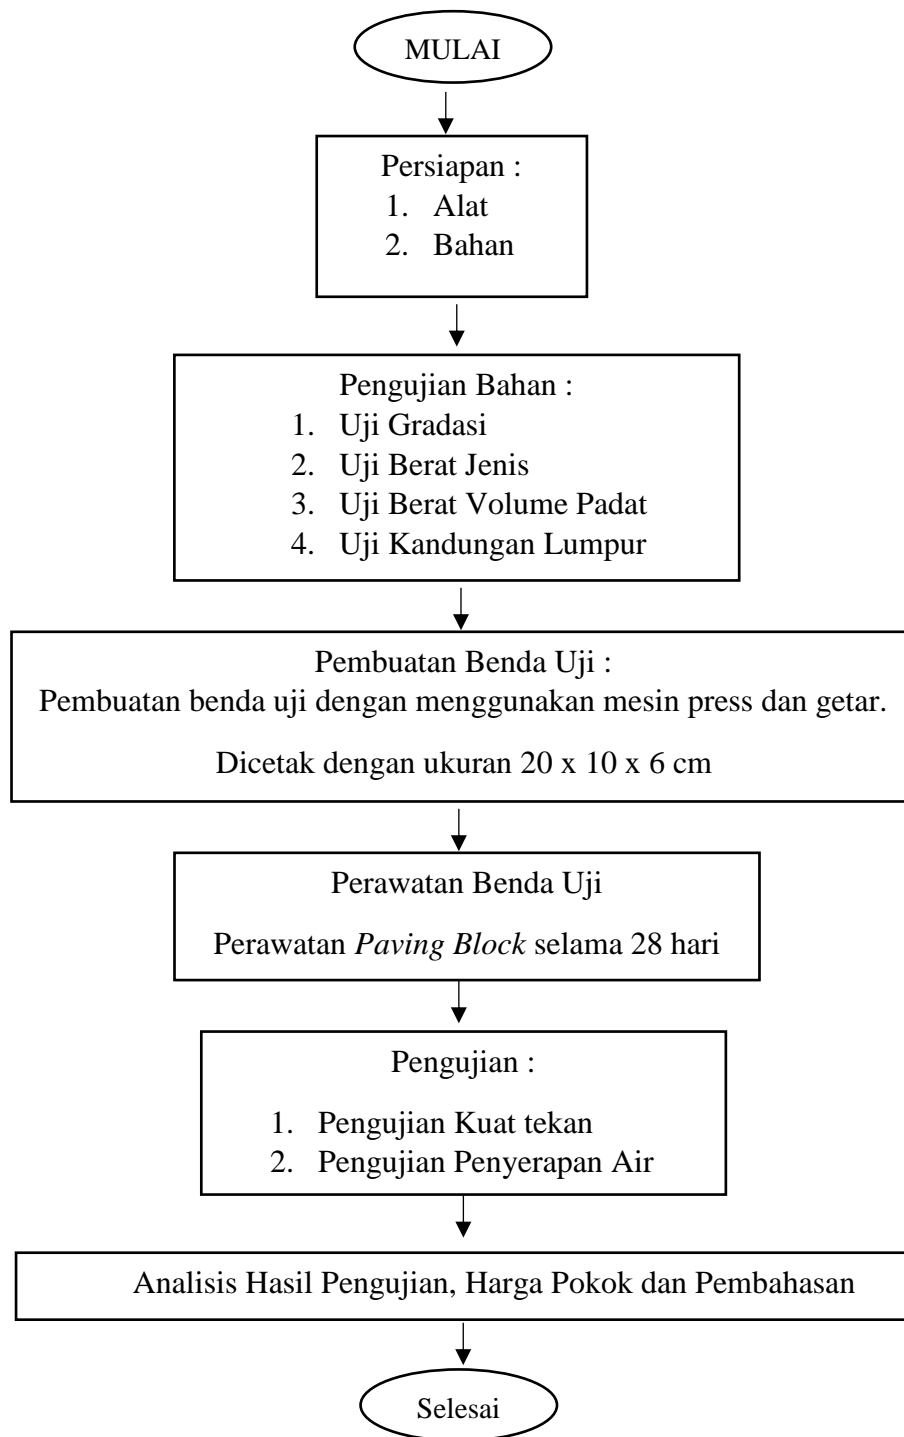 MULAI
Persiapan :
1. Alat
2. Bahan
Pengujian Bahan :
1. Uji Gradasi
2. Uji Berat Jenis
3. Uji Berat Volume Padat
4. Uji Kandungan Lumpur
Pembuatan Benda Uji :
Pembuatan benda uji dengan menggunakan mesin press dan getar.
Dicetak dengan ukuran 20 x 10 x 6 cm
Perawatan Benda Uji
Perawatan Paving Block selama 28 hari
Pengujian :
1. Pengujian Kuat tekan
2. Pengujian Penyerapan Air
Analisis Hasil Pengujian, Harga Pokok dan Pembahasan
Selesai